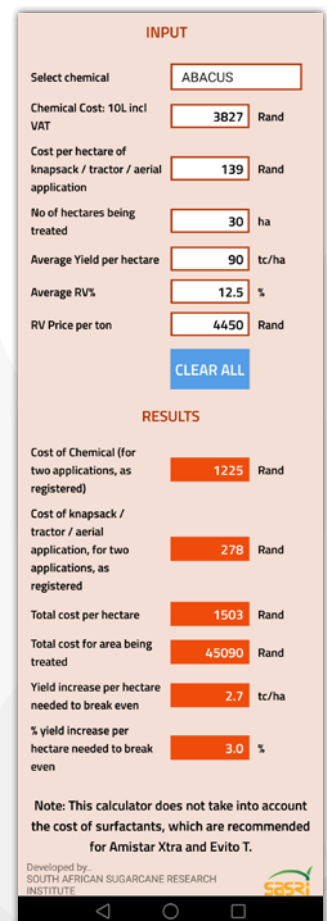 INPUT
Select chemical
ABACUS
Chemical Cost: 10L incl
VAT
3827 Rand
Cost per hectare of
knapsack / tractor / aerial
application
139 Rand
No of hectares being
treated
30 ha
Average Yield per hectare
90 tc/ha
Average RV%
12.5 %
RV Price per ton
4450 Rand
CLEAR ALL
RESULTS
Cost of Chemical (for
two applications, as
registered)
1225 Rand
Cost of knapsack /
tractor / aerial
application, for two
applications, as
registered
278 Rand
Total cost per hectare
1503 Rand
Total cost for area being
treated
45090 Rand
Yield increase per hectare
needed to break even
2.7 tc/ha
% yield increase per
hectare needed to break
even
3.0 %
Note: This calculator does not take into account
the cost of surfactants, which are recommended
for Amistar Xtra and Evito T.
Developed by..
SOUTH AFRICAN SUGARCANE RESEARCH
INSTITUTE
SASRI